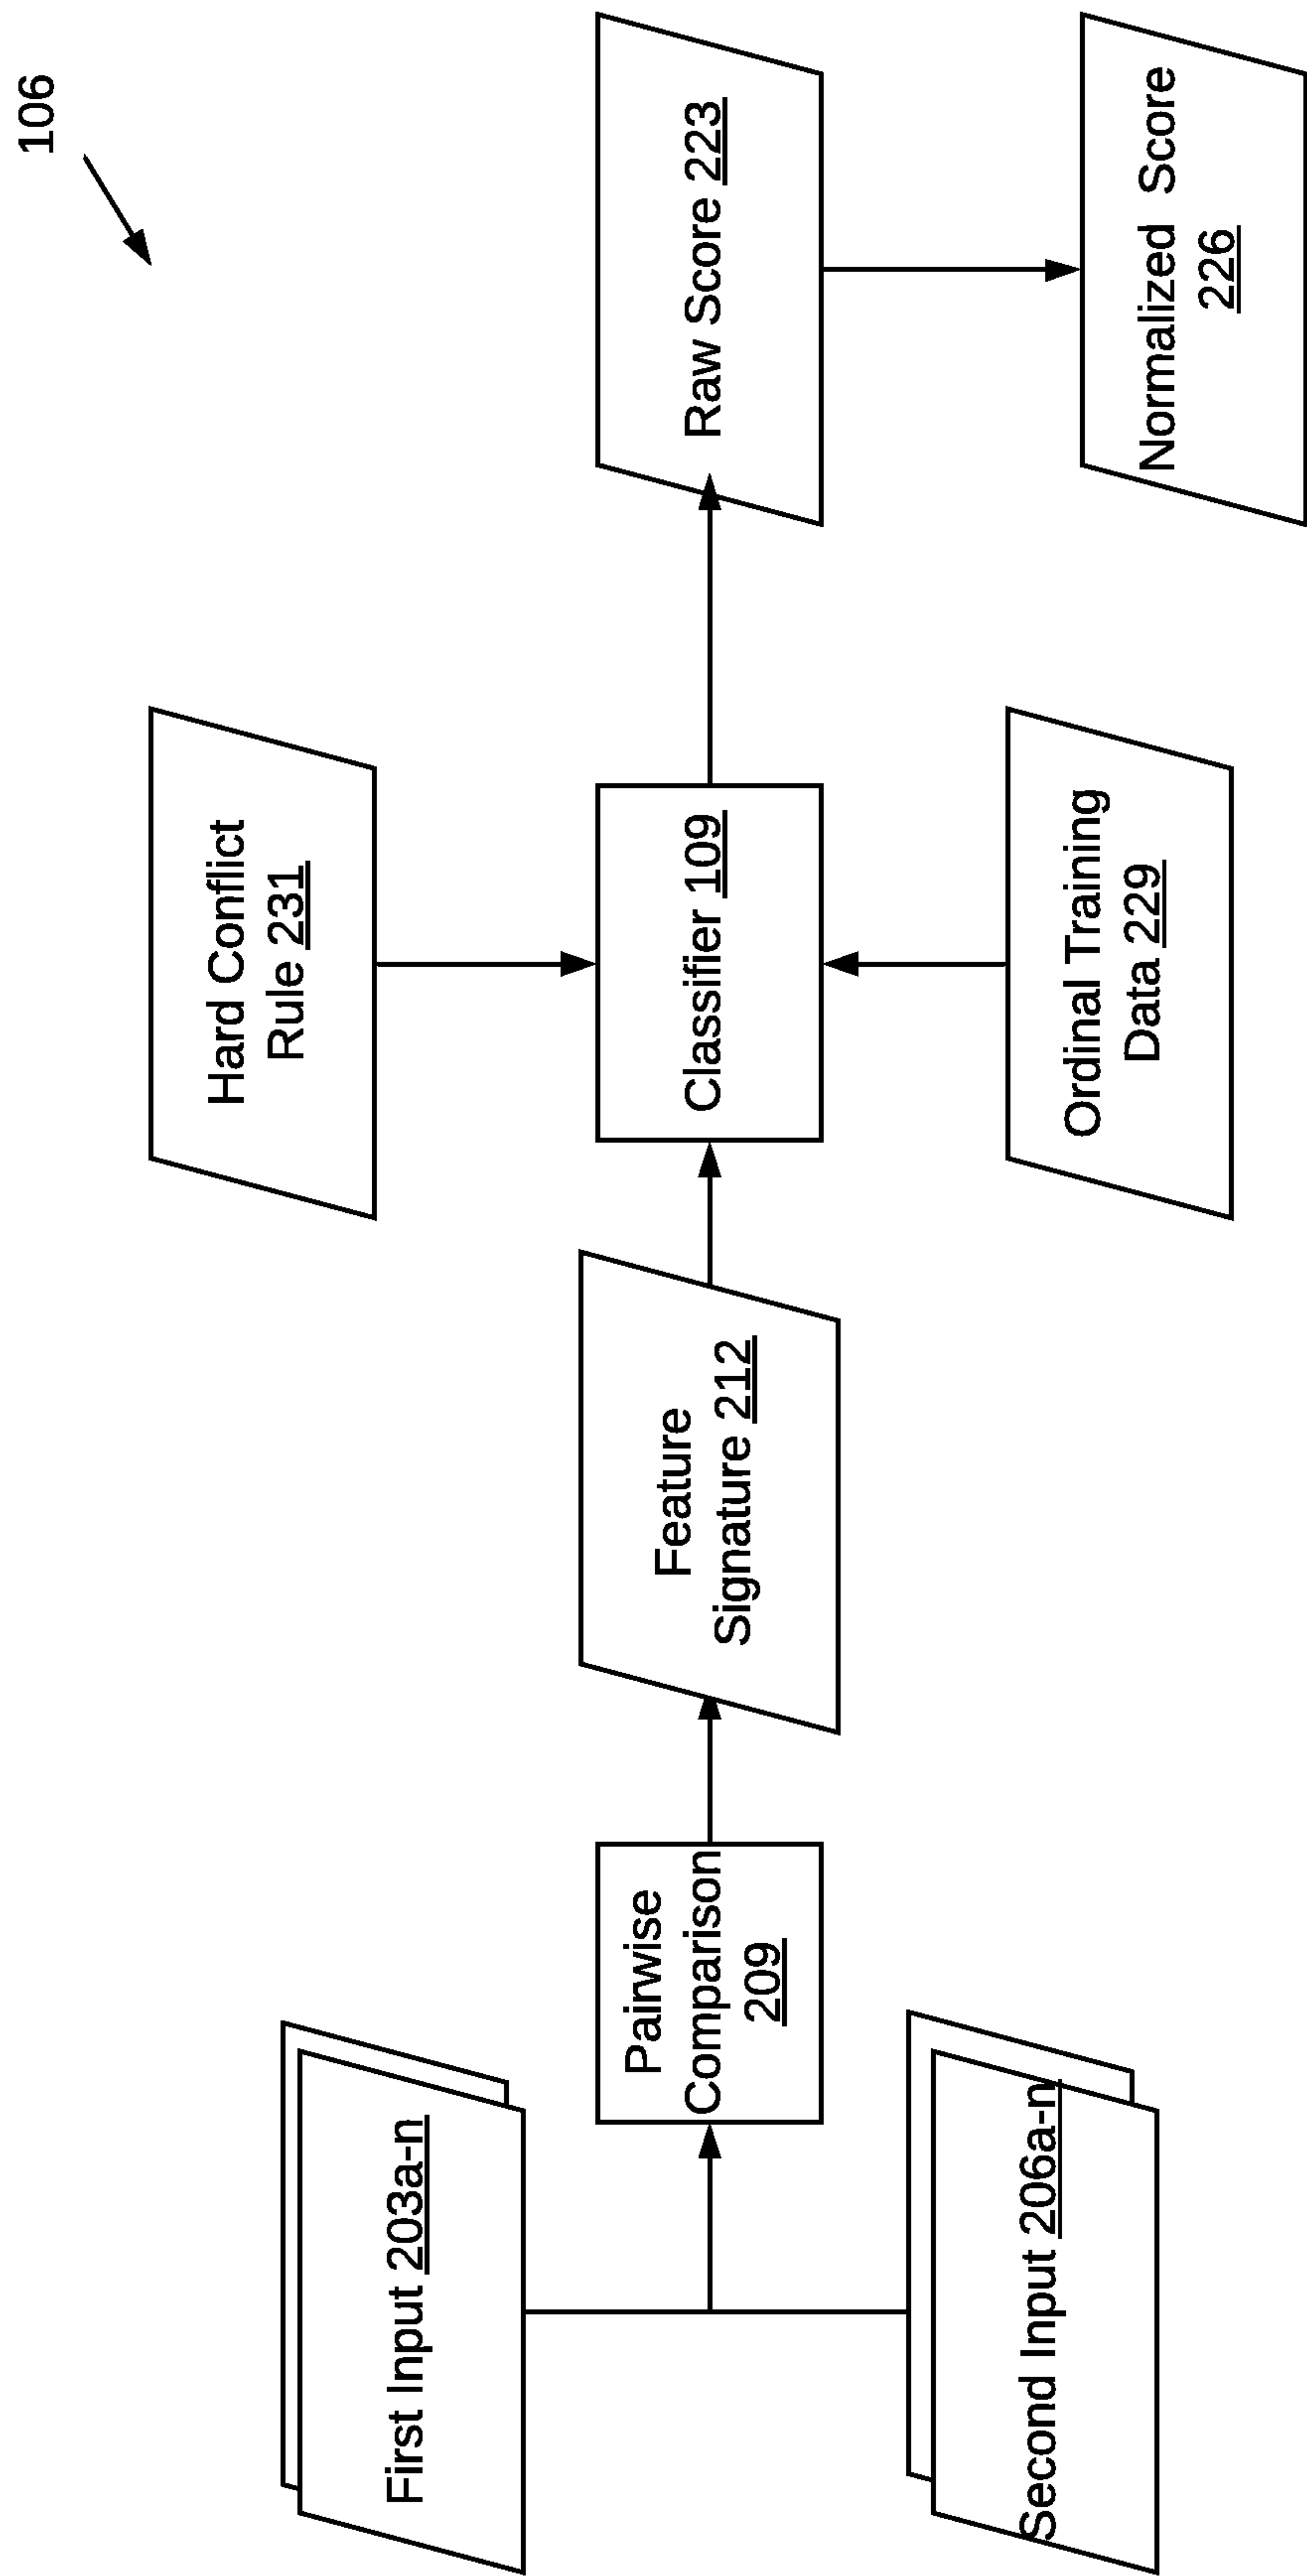 106
First Input 203a-n
Second Input 206a-n
Pairwise
Comparison
209
Feature
Signature 212
Hard Conflict
Rule 231
Classifier 109
Ordinal Training
Data 229
Raw Score 223
Normalized Score
226